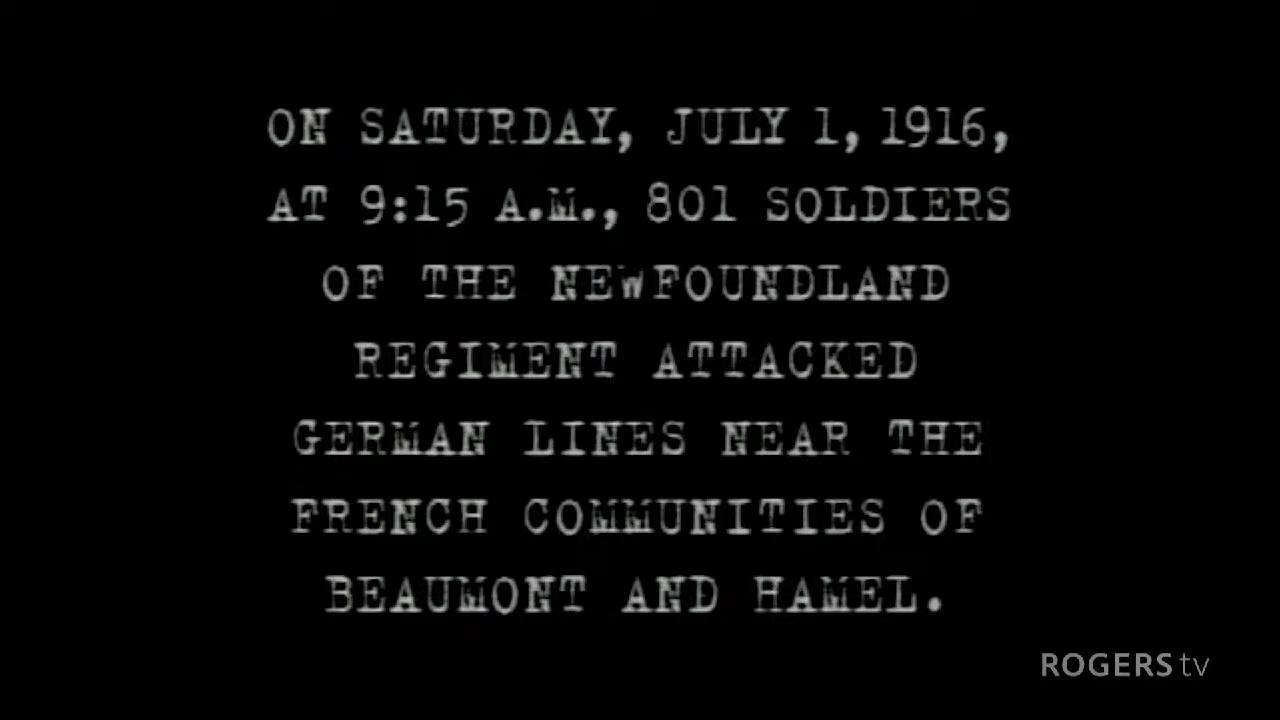 ON SATURDAY, JULY 1, 1916,
AT 9:15 A.M., 801 SOLDIERS
OF THE NEWFOUNDLAND
REGIMENT ATTACKED
GERMAN LINES NEAR THE
FRENCH COMMUNITIES OF
BEAUMONT AND HAMEL.
ROGERS tv